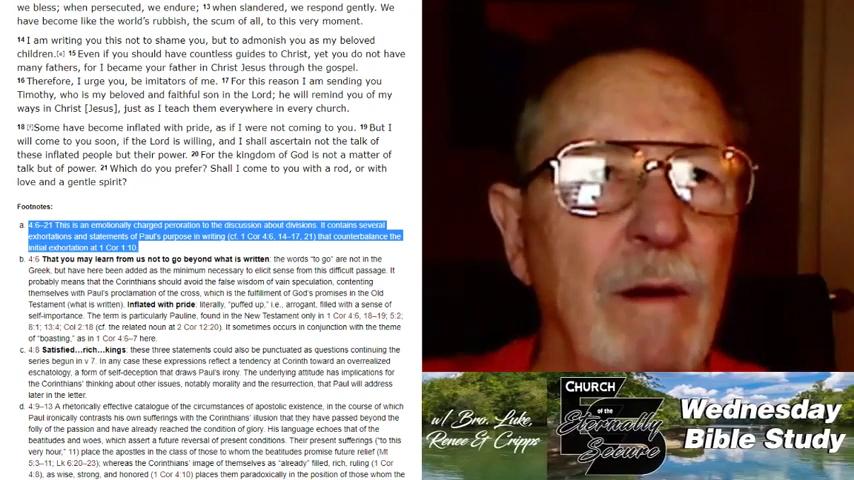 we bless; when persecuted, we endure; 13 when slandered, we respond gently. We
have become like the world's rubbish, the scum of all, to this very moment.
14 I am writing you this not to shame you, but to admonish you as my beloved
children.[e] 15 Even if you should have countless guides to Christ, yet you do not have
many fathers, for I became your father in Christ Jesus through the gospel.
16 Therefore, I urge you, be imitators of me. 17 For this reason I am sending you
Timothy, who is my beloved and faithful son in the Lord; he will remind you of my
ways in Christ [Jesus], just as I teach them everywhere in every church.
18 [f]Some have become inflated with pride, as if I were not coming to you. 19 But I
will come to you soon, if the Lord is willing, and I shall ascertain not the talk of
these inflated people but their power. 20 For the kingdom of God is not a matter of
talk but of power. 21 Which do you prefer? Shall I come to you with a rod, or with
love and a gentle spirit?
Footnotes:
a. 4:6–21 This is an emotionally charged peroration to the discussion about divisions. It contains several
exhortations and statements of Paul's purpose in writing (cf. 1 Cor 4:6, 14–17, 21) that counterbalance the
initial exhortation at 1 Cor 1:10.
b. 4:6 That you may learn from us not to go beyond what is written: the words "to go" are not in the
Greek, but have here been added as the minimum necessary to elicit sense from this difficult passage. It
probably means that the Corinthians should avoid the false wisdom of vain speculation, contenting
themselves with Paul's proclamation of the cross, which is the fulfillment of God's promises in the Old
Testament (what is written). Inflated with pride: literally, "puffed up," i.e., arrogant, filled with a sense of
self-importance. The term is particularly Pauline, found in the New Testament only in 1 Cor 4:6, 18–19; 5:2;
8:1; 13:4; Col 2:18 (cf. the related noun at 2 Cor 12:20). It sometimes occurs in conjunction with the theme
of "boasting," as in 1 Cor 4:6–7 here.
c. 4:8 Satisfied...rich...kings: these three statements could also be punctuated as questions continuing the
series begun in v 7. In any case these expressions reflect a tendency at Corinth toward an overrealized
eschatology, a form of self-deception that draws Paul's irony. The underlying attitude has implications for
the Corinthians' thinking about other issues, notably morality and the resurrection, that Paul will address
later in the letter.
d. 4:9–13 A rhetorically effective catalogue of the circumstances of apostolic existence, in the course of which
Paul ironically contrasts his own sufferings with the Corinthians' illusion that they have passed beyond the
folly of the passion and have already reached the condition of glory. His language echoes that of the
beatitudes and woes, which assert a future reversal of present conditions. Their present sufferings ("to this
very hour," 11) place the apostles in the class of those to whom the beatitudes promise future relief (Mt
5:3–11; Lk 6:20–23); whereas the Corinthians' image of themselves as "already" filled, rich, ruling (1 Cor
4:8), as wise, strong, and honored (1 Cor 4:10) places them paradoxically in the position of those whom the
w/ Bro. Luke,
Renee & Cripps
CHURCH
of the
Eternally
Secure
Wednesday
Bible Study